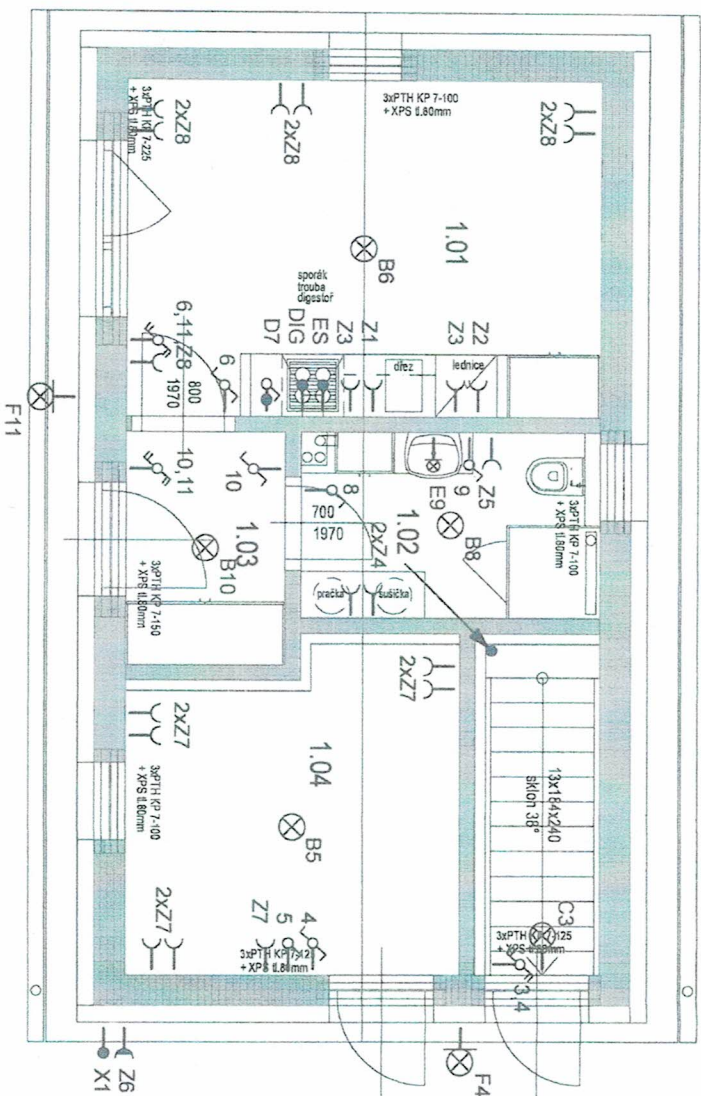 3xPTH KP 7-225
+ XPS tl.80mm
2xZ8
2xZ8
3xPTH KP 7-100
+ XPS tl.80mm
2xZ8
1.01
B6
sporák
trouba
digestoř
D7
DIG
ES
Z3
Z1
dřez
Z3
Z2
lednice
6,11,Z8
6
800
1970
F11
10,11
10
1.03
B10
3xPTH KP 7-150
+ XPS tl.80mm
8
700
1970
E9
9
Z5
B8
1.02
2xZ4
pračka
sušička
3xPTH KP 7-100
+ XPS tl.80mm
2xZ7
2xZ7
3xPTH KP 7-100
+ XPS tl.80mm
1.04
B5
2xZ7
Z7
5
4
+ XPS tl.80mm
13x184x240
sklon 38°
C3
3xPTH KP 7-125
+ XPS tl.80mm
3,4
F4
X1
Z6